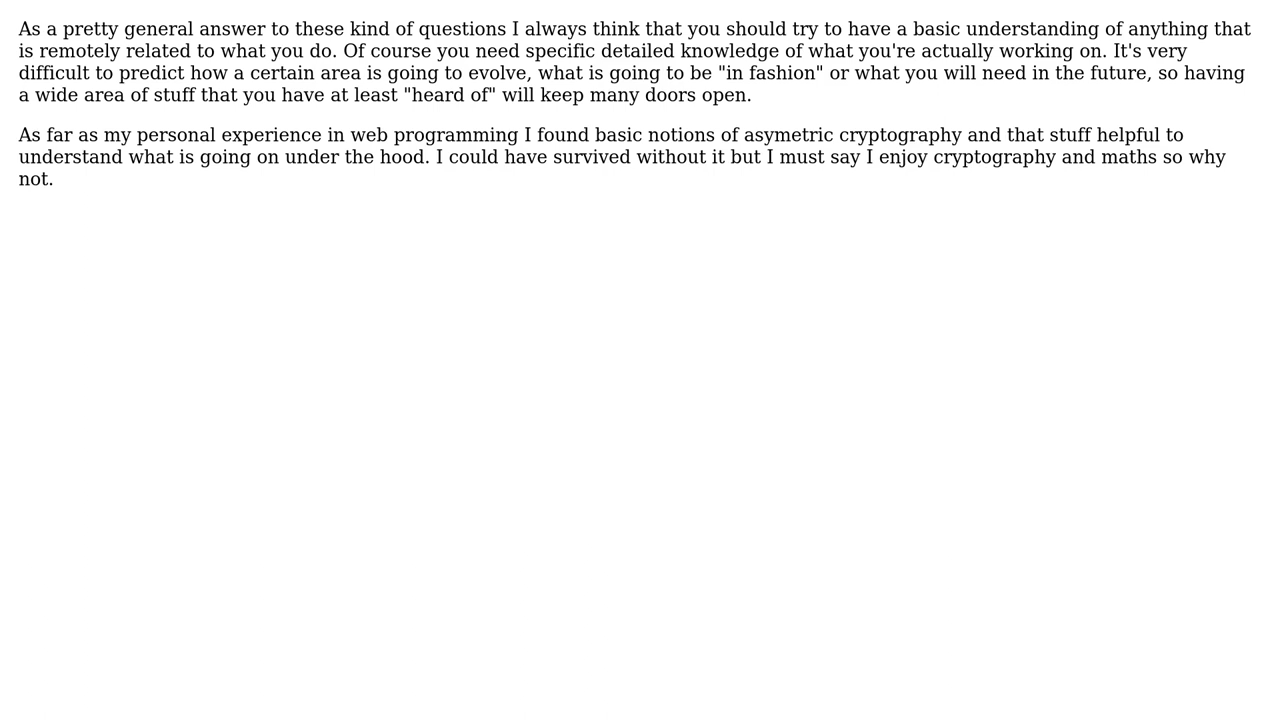 As a pretty general answer to these kind of questions I always think that you should try to have a basic understanding of anything that
is remotely related to what you do. Of course you need specific detailed knowledge of what you're actually working on. It's very
difficult to predict how a certain area is going to evolve, what is going to be "in fashion" or what you will need in the future, so having
a wide area of stuff that you have at least "heard of" will keep many doors open.
As far as my personal experience in web programming I found basic notions of asymetric cryptography and that stuff helpful to
understand what is going on under the hood. I could have survived without it but I must say I enjoy cryptography and maths so why
not.